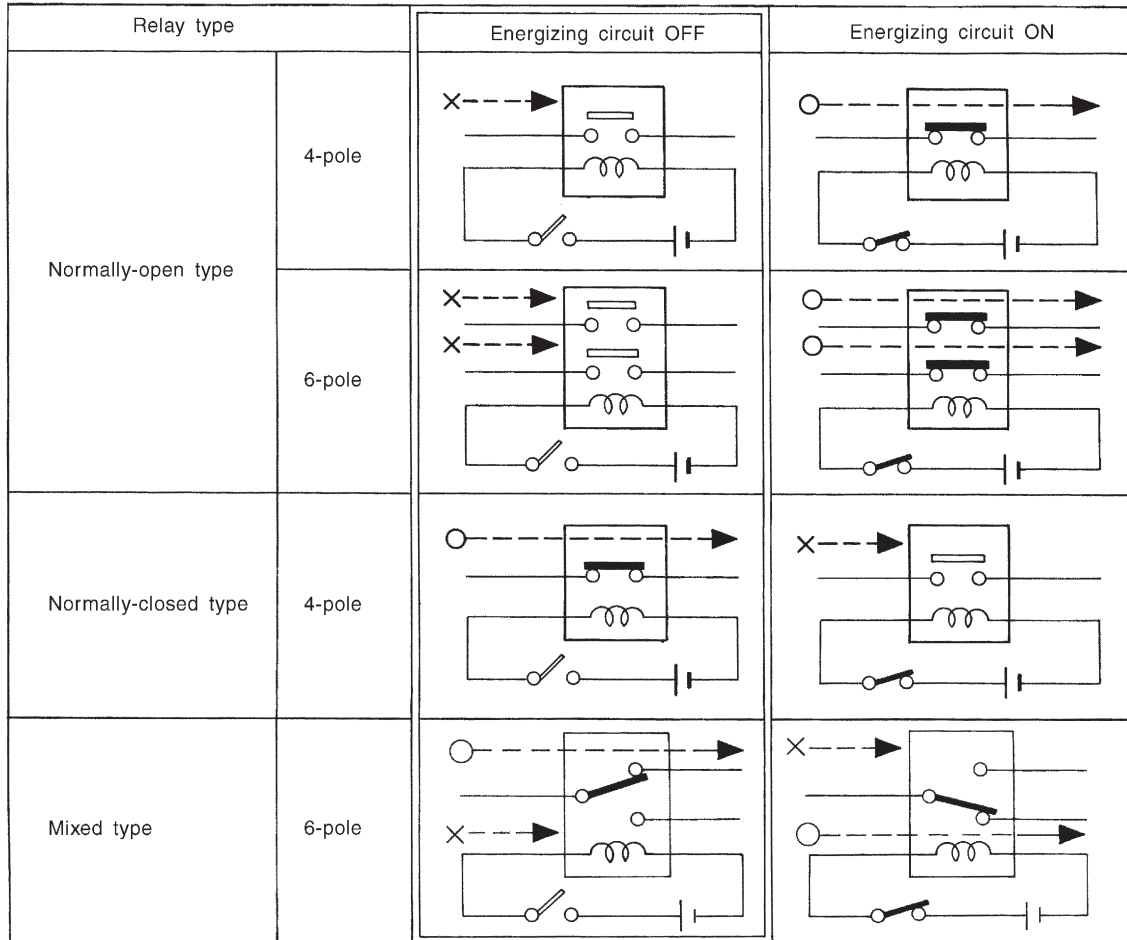 Relay type
Energizing circuit OFF
Energizing circuit ON
Normally-open type
4-pole
6-pole
Normally-closed type
4-pole
Mixed type
6-pole